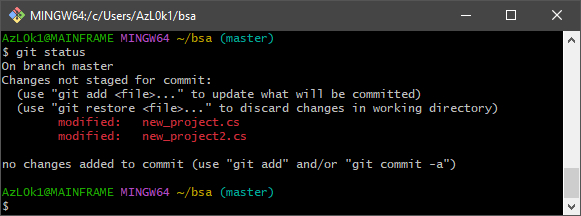 MINGW64:/c/Users/AzL0k1/bsa
AzL0k1@MAINFRAME MINGW64 ~/bsa (master)
$ git status
On branch master
Changes not staged for commit:
  (use "git add <file>..." to update what will be committed)
  (use "git restore <file>..." to discard changes in working directory)
        modified:   new_project.cs
        modified:   new_project2.cs

no changes added to commit (use "git add" and/or "git commit -a")

AzL0k1@MAINFRAME MINGW64 ~/bsa (master)
$